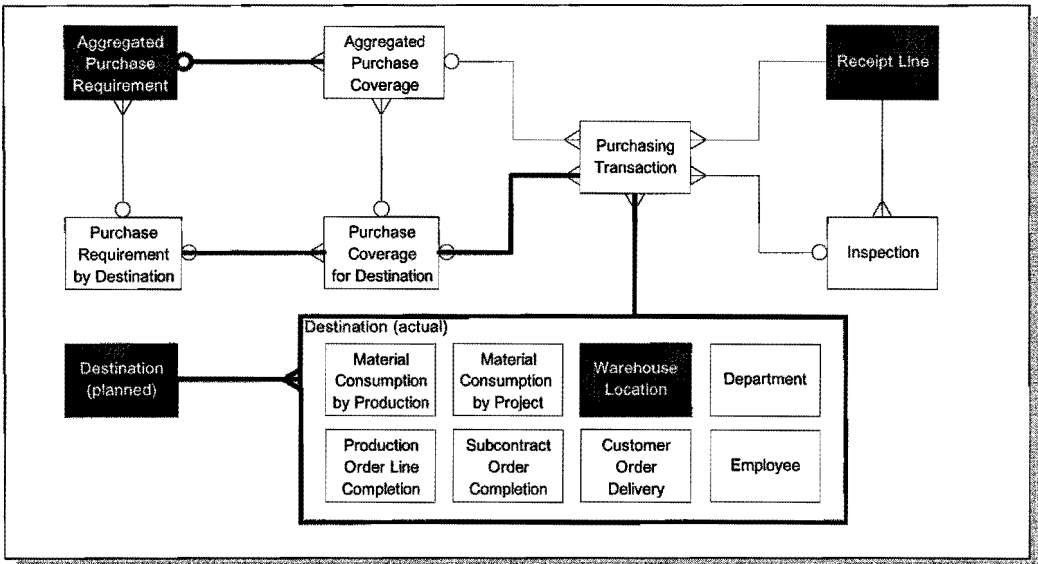 Aggregated
Purchase
Requirement
Aggregated
Purchase
Coverage
Receipt Line
Purchasing
Transaction
Purchase
Requirement
by Destination
Purchase
Coverage
for Destination
Inspection
Destination (actual)
Destination
(planned)
Material
Consumption
by Production
Material
Consumption
by Project
Warehouse
Location
Department
Production
Order Line
Completion
Subcontract
Order
Completion
Customer
Order
Delivery
Employee